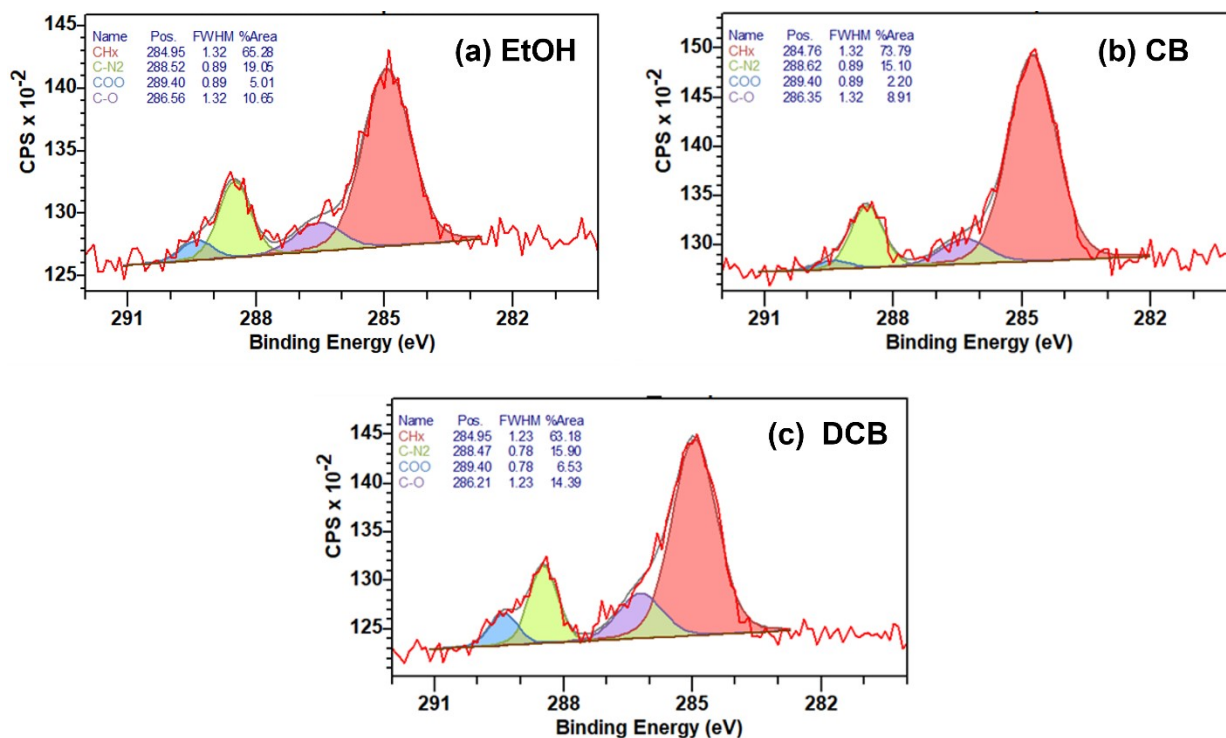 (a) EtOH
Name Pos. FWHM %Area
CHx 284.95 1.32 65.28
C-N2 288.52 0.89 19.05
COO 289.40 0.89 5.01
C-O 286.56 1.32 10.65
145
140
135
130
125
CPS x 10⁻²
291 288 285 282
Binding Energy (eV)
(b) CB
Name Pos. FWHM %Area
CHx 284.76 1.32 73.79
C-N2 288.62 0.89 15.10
COO 289.40 0.89 2.20
C-O 286.35 1.32 8.91
150
145
140
135
130
CPS x 10⁻²
291 288 285 282
Binding Energy (eV)
(c) DCB
Name Pos. FWHM %Area
CHx 284.95 1.23 63.18
C-N2 288.47 0.78 15.90
COO 289.40 0.78 6.53
C-O 286.21 1.23 14.39
145
140
135
130
125
CPS x 10⁻²
291 288 285 282
Binding Energy (eV)